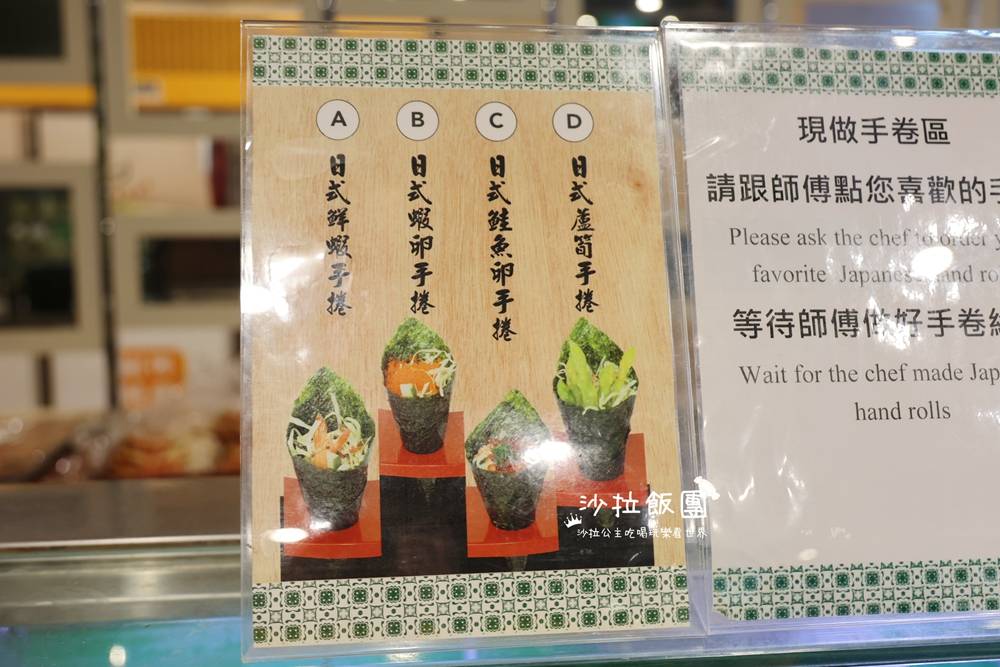 A
B
C
D
日式鮮蝦手捲
日式蝦卵手捲
日式鮭魚卵手捲
日式蘆筍手捲
現做手卷區
請跟師傅點您喜歡的手
Please ask the chef to order
favorite Japanese hand
等待師傅做好手卷
Wait for the chef made
hand rolls
沙拉飯團
沙拉公主吃喝玩樂看世界